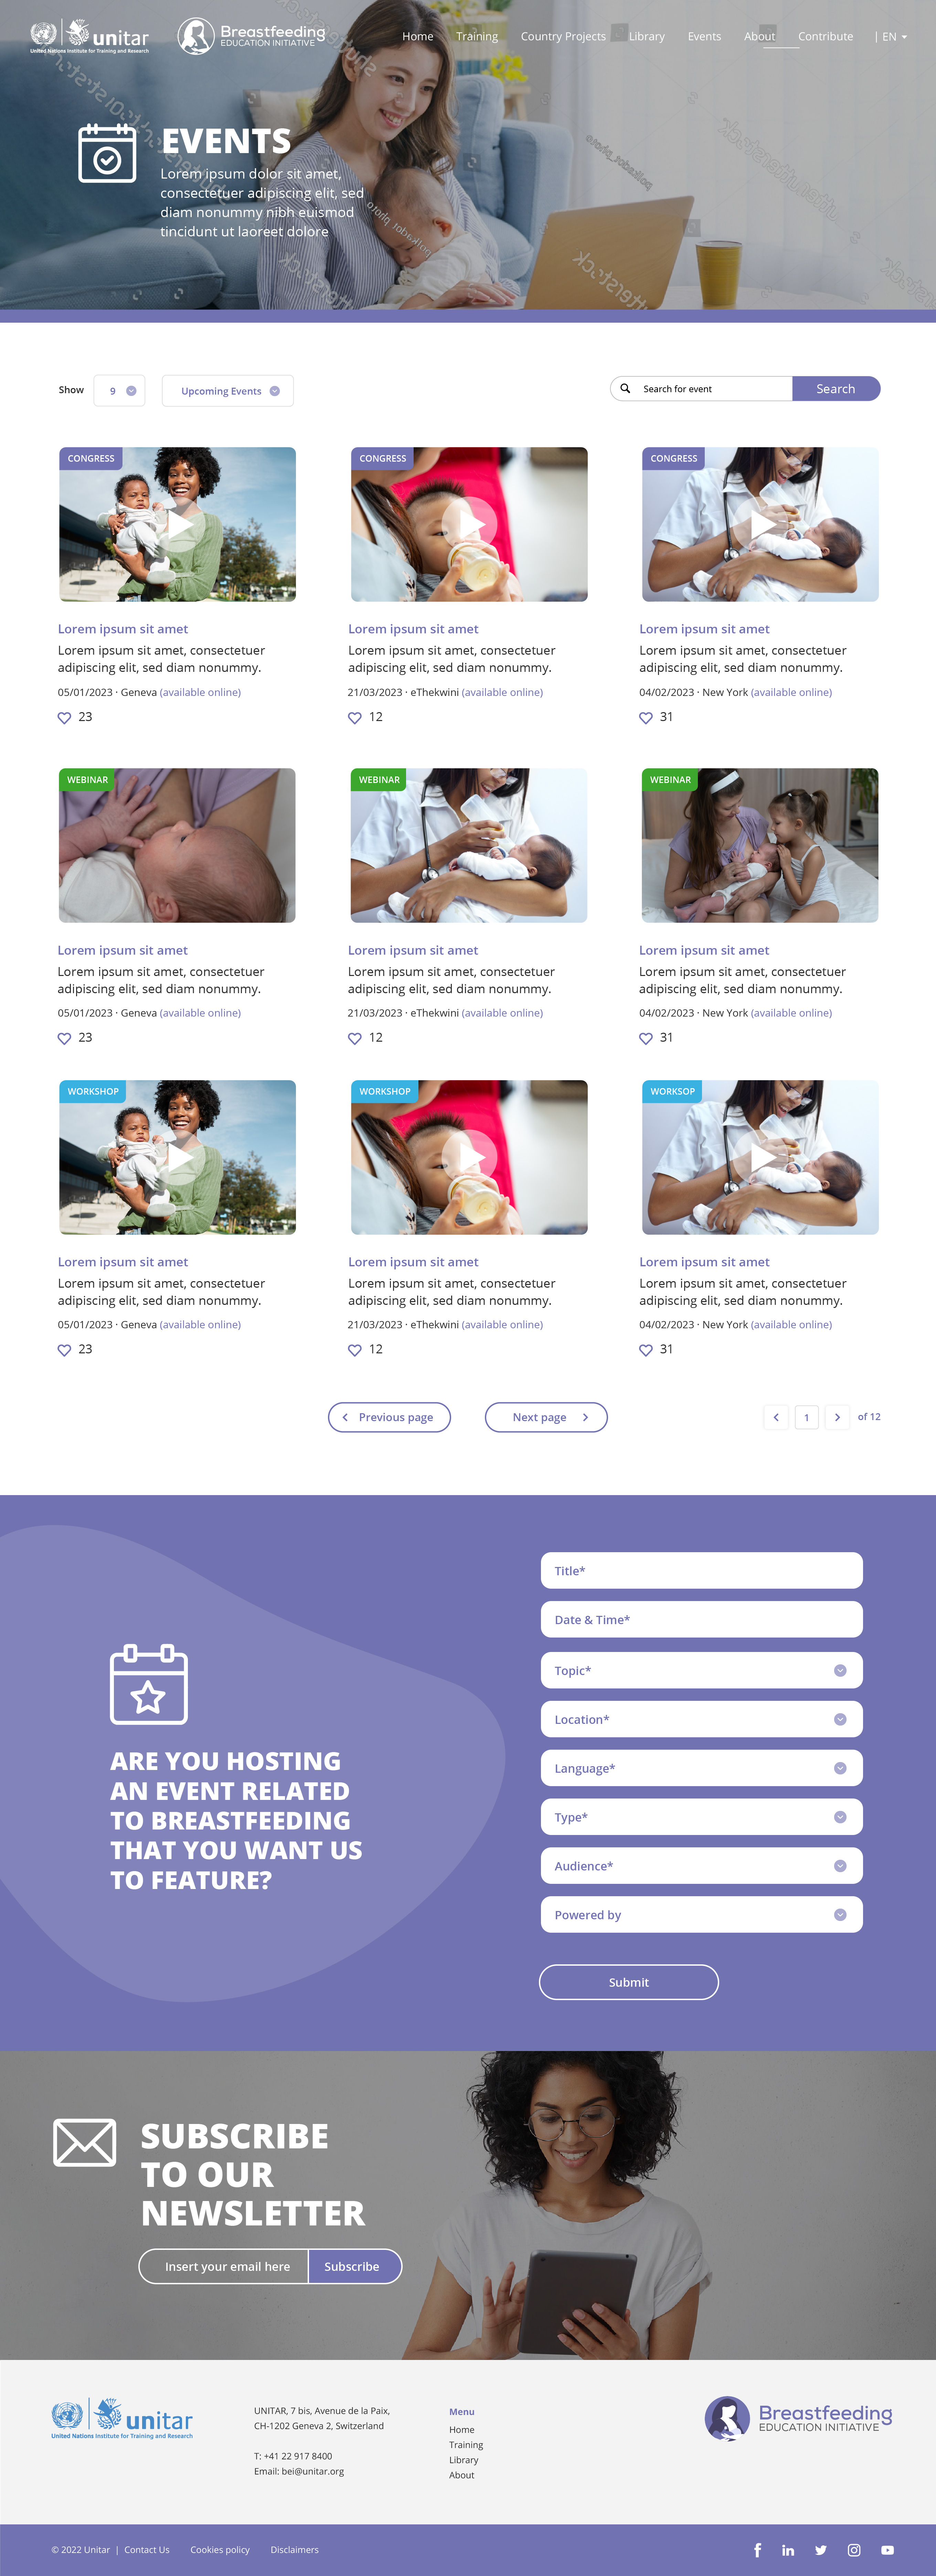 unitar
United Nations Institute for Training and Research
Breastfeeding
EDUCATION INITIATIVE
Home
Training
Country Projects
Library
Events
About
Contribute
| EN
EVENTS
Lorem ipsum dolor sit amet,
consectetuer adipiscing elit, sed
diam nonummy nibh euismod
tincidunt ut laoreet dolore
Show
9
Upcoming Events
Search for event
Search
CONGRESS
Lorem ipsum sit amet
Lorem ipsum sit amet, consectetuer
adipiscing elit, sed diam nonummy.
05/01/2023 · Geneva (available online)
23
CONGRESS
Lorem ipsum sit amet
Lorem ipsum sit amet, consectetuer
adipiscing elit, sed diam nonummy.
21/03/2023 · eThekwini (available online)
12
CONGRESS
Lorem ipsum sit amet
Lorem ipsum sit amet, consectetuer
adipiscing elit, sed diam nonummy.
04/02/2023 · New York (available online)
31
WEBINAR
Lorem ipsum sit amet
Lorem ipsum sit amet, consectetuer
adipiscing elit, sed diam nonummy.
05/01/2023 · Geneva (available online)
23
WEBINAR
Lorem ipsum sit amet
Lorem ipsum sit amet, consectetuer
adipiscing elit, sed diam nonummy.
21/03/2023 · eThekwini (available online)
12
WEBINAR
Lorem ipsum sit amet
Lorem ipsum sit amet, consectetuer
adipiscing elit, sed diam nonummy.
04/02/2023 · New York (available online)
31
WORKSHOP
Lorem ipsum sit amet
Lorem ipsum sit amet, consectetuer
adipiscing elit, sed diam nonummy.
05/01/2023 · Geneva (available online)
23
WORKSHOP
Lorem ipsum sit amet
Lorem ipsum sit amet, consectetuer
adipiscing elit, sed diam nonummy.
21/03/2023 · eThekwini (available online)
12
WORKSOP
Lorem ipsum sit amet
Lorem ipsum sit amet, consectetuer
adipiscing elit, sed diam nonummy.
04/02/2023 · New York (available online)
31
Previous page
Next page
1
of 12
ARE YOU HOSTING
AN EVENT RELATED
TO BREASTFEEDING
THAT YOU WANT US
TO FEATURE?
Title*
Date & Time*
Topic*
Location*
Language*
Type*
Audience*
Powered by
Submit
SUBSCRIBE
TO OUR
NEWSLETTER
Insert your email here
Subscribe
unitar
United Nations Institute for Training and Research
UNITAR, 7 bis, Avenue de la Paix,
CH-1202 Geneva 2, Switzerland
T: +41 22 917 8400
Email: bei@unitar.org
Menu
Home
Training
Library
About
Breastfeeding
EDUCATION INITIATIVE
© 2022 Unitar | Contact Us
Cookies policy
Disclaimers